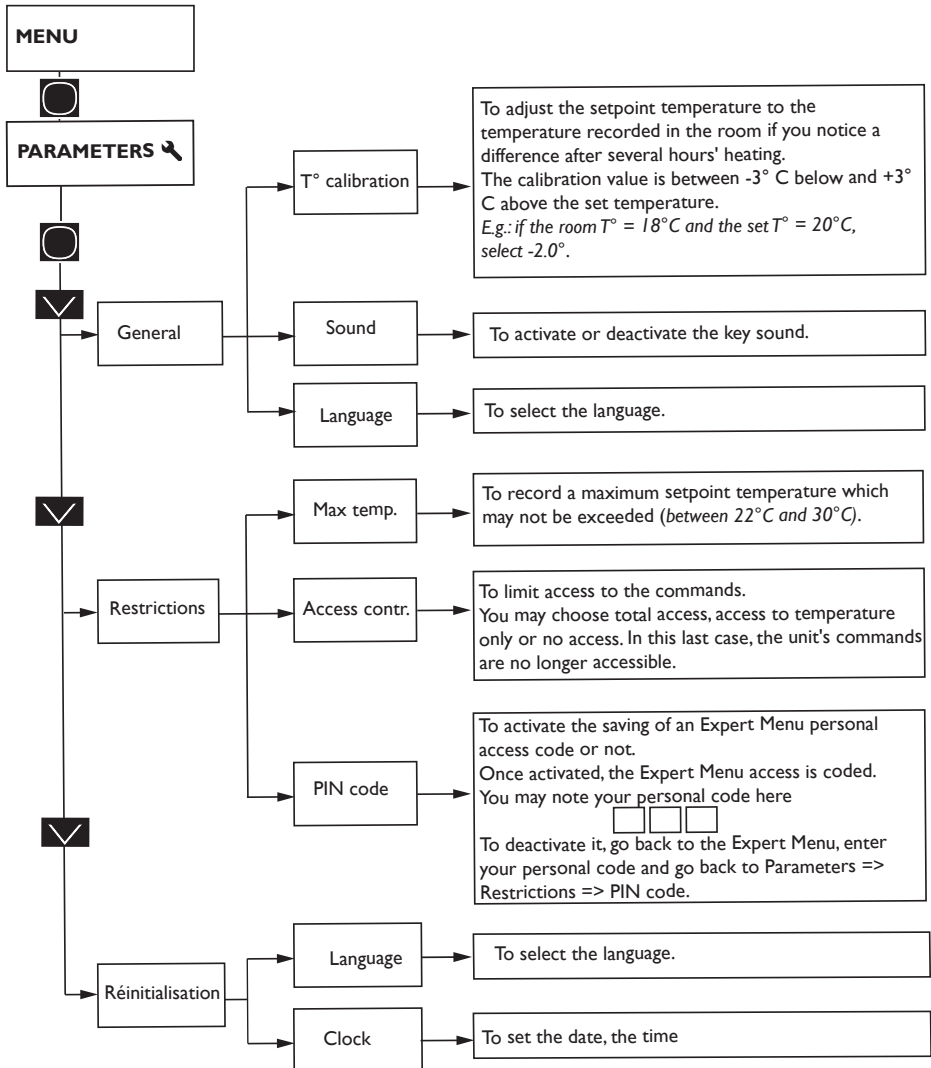 MENU
PARAMETERS
General
T° calibration
To adjust the setpoint temperature to the
temperature recorded in the room if you notice a
difference after several hours' heating.
The calibration value is between -3° C below and +3°
C above the set temperature.
E.g.: if the room T° = 18°C and the set T° = 20°C,
select -2.0°.
Sound
To activate or deactivate the key sound.
Language
To select the language.
Restrictions
Max temp.
To record a maximum setpoint temperature which
may not be exceeded (between 22°C and 30°C).
Access contr.
To limit access to the commands.
You may choose total access, access to temperature
only or no access. In this last case, the unit's commands
are no longer accessible.
PIN code
To activate the saving of an Expert Menu personal
access code or not.
Once activated, the Expert Menu access is coded.
You may note your personal code here
To deactivate it, go back to the Expert Menu, enter
your personal code and go back to Parameters =>
Restrictions => PIN code.
Réinitialisation
Language
To select the language.
Clock
To set the date, the time